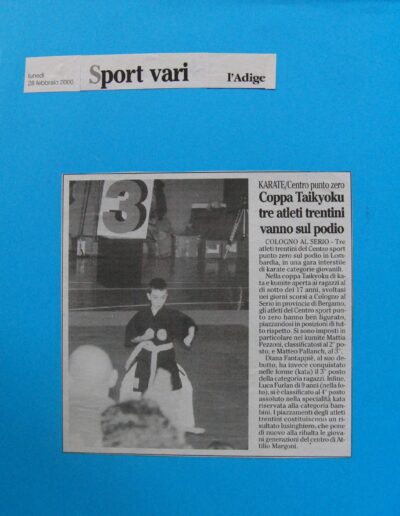 lunedì
28 febbraio 2000
Sport vari
l'Adige
3
KARATE/Centro punto zero
Coppa Taikyoku
tre atleti trentini
vanno sul podio
COLOGNO AL SERIO - Tre
atleti trentini del Centro sport
punto zero sul podio in Lom-
bardia, in una gara interstile
di karate categorie giovanili.
Nella coppa Taikyoku di ka-
ta e kumite aperta ai ragazzi al
di sotto dei 17 anni, svoltasi
nei giorni scorsi a Cologno al
Serio in provincia di Bergamo,
gli atleti del Centro sport pun-
to zero hanno ben figurato,
piazzandosi in posizioni di tut-
to rispetto. Si sono imposti in
particolare nei kumite Mattia
Pezzoni, classificatosi al 2° po-
sto, e Matteo Pallanch, al 3°.
Diana Fantappiè, al suo de-
butto, ha invece conquistato
nelle forme (kata) il 3° posto
della categoria ragazzi. Infine,
Luca Furlan di 9 anni (nella fo-
to), si è classificato al 4° posto
assoluto nella specialità kata
riservata alla categoria bam-
bini. I piazzamenti degli atleti
trentini costituiscono un ri-
sultato lusinghiero, che pone
di nuovo alla ribalta le giova-
ni generazioni del centro di At-
tilio Margoni.